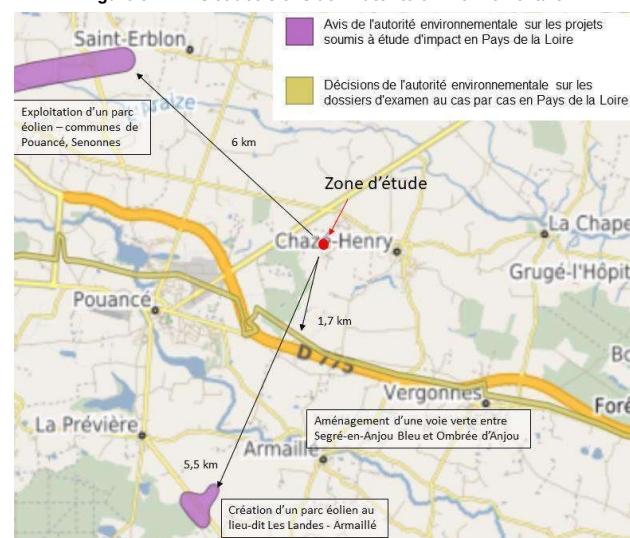 Avis de l'autorité environnementale sur les projets
soumis à étude d'impact en Pays de la Loire
Décisions de l'autorité environnementale sur les
dossiers d'examen au cas par cas en Pays de la Loire
Saint-Erblon
Exploitation d'un parc
éolien – communes de
Pouancé, Senonnes
6 km
Zone d'étude
Chazé-Henry
La Chape
Grugé-l'Hôpit
Pouancé
1,7 km
D 775
Vergonnes
Foré
La Prévière
Aménagement d'une voie verte entre
Segré-en-Anjou Bleu et Ombrée d'Anjou
Armaillé
5,5 km
Création d'un parc éolien au
lieu-dit Les Landes - Armaillé